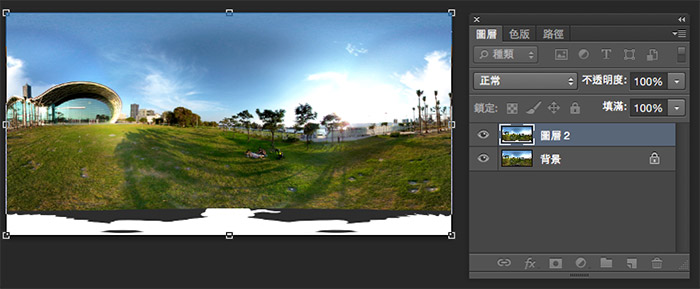 圖層 色版 路徑
種類
正常 不透明度: 100%
鎖定: 填滿: 100%
圖層 2
背景
fx